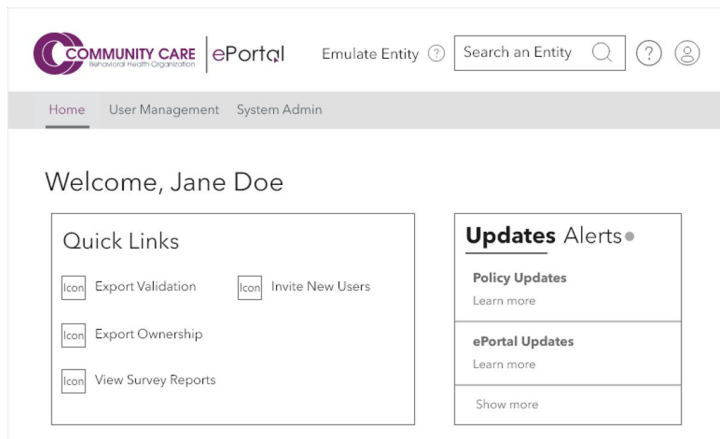 COMMUNITY CARE
Behavioral Health Organization
ePortal
Emulate Entity ?
Search an Entity
?
Home User Management System Admin
Welcome, Jane Doe
Quick Links
Icon Export Validation
Icon Invite New Users
Icon Export Ownership
Icon View Survey Reports
Updates Alerts
Policy Updates
Learn more
ePortal Updates
Learn more
Show more